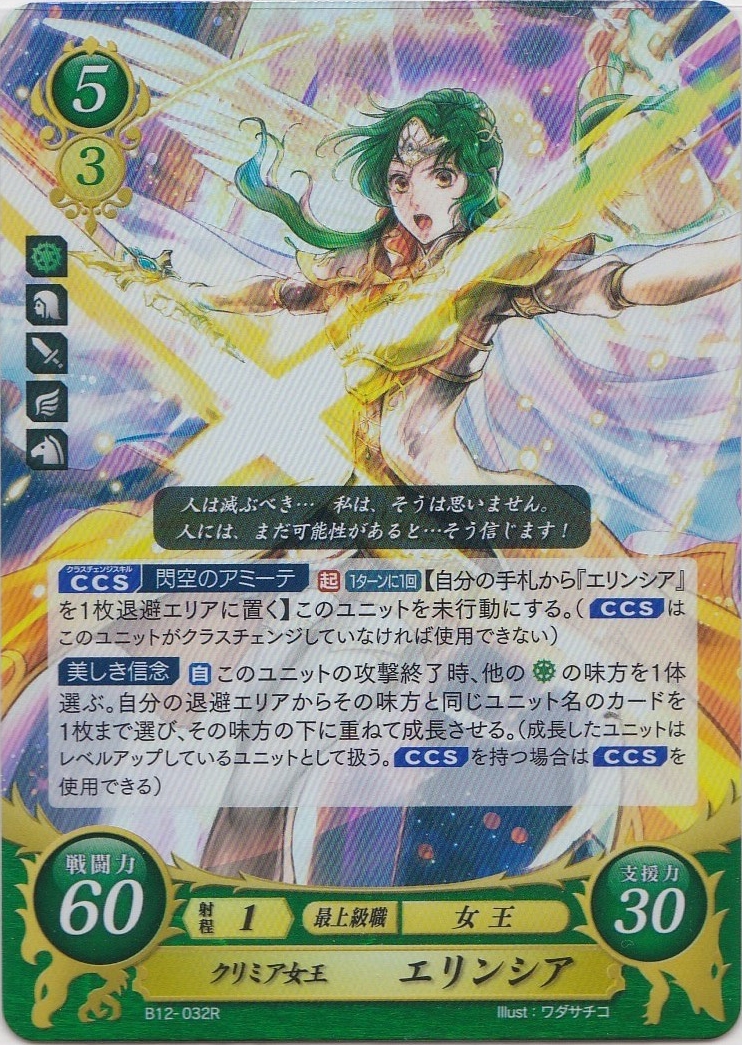 5
3
人は滅ぶべき… 私は、そうは思いません。
人には、まだ可能性があると…そう信じます！
クラスチェンジスキル
CCS 閃空のアミーテ 起 1ターンに1回【自分の手札から『エリンシア』
を1枚退避エリアに置く】このユニットを未行動にする。（CCSは
このユニットがクラスチェンジしていなければ使用できない）
美しき信念 自 このユニットの攻撃終了時、他の の味方を1体
選ぶ。自分の退避エリアからその味方と同じユニット名のカードを
1枚まで選び、その味方の下に重ねて成長させる。（成長したユニットは
レベルアップしているユニットとして扱う。CCSを持つ場合はCCSを
使用できる）
戦闘力
60
射程 1 最上級職 女王
支援力
30
クリミア女王 エリンシア
B12-032R Illust：ワダサチコ